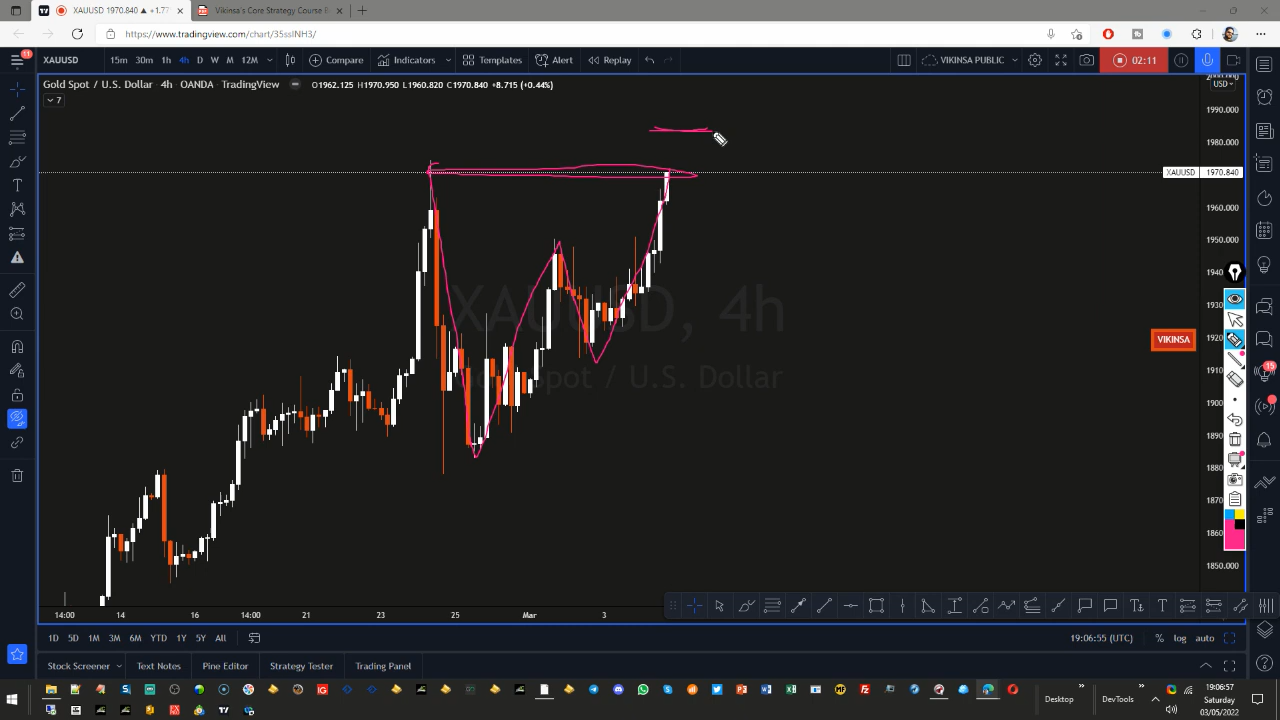 XAUUSD 1970.840 ▲ +1.77
Vikinsa's Core Strategy Course B
https://www.tradingview.com/chart/35ssINH3/
11
XAUUSD 15m 30m 1h 4h D W M 12M Compare Indicators Templates Alert Replay VIKINSA PUBLIC 02:11
Gold Spot / U.S. Dollar · 4h · OANDA · TradingView O1962.125 H1970.950 L1960.820 C1970.840 +8.715 (+0.44%)
USD
7
1990.000
1980.000
XAUUSD 1970.840
1960.000
1950.000
1940
1930
XAUUSD, 4h
1920
VIKINSA
15
Gold Spot / U.S. Dollar
1910
1900
1890
1880
1870
1860
1850.000
14:00 14 16 14:00 21 23 25 Mar 3
1D 5D 1M 3M 6M YTD 1Y 5Y All 19:06:55 (UTC) % log auto
Stock Screener Text Notes Pine Editor Strategy Tester Trading Panel
19:06:57
Desktop DevTools Saturday
03/05/2022